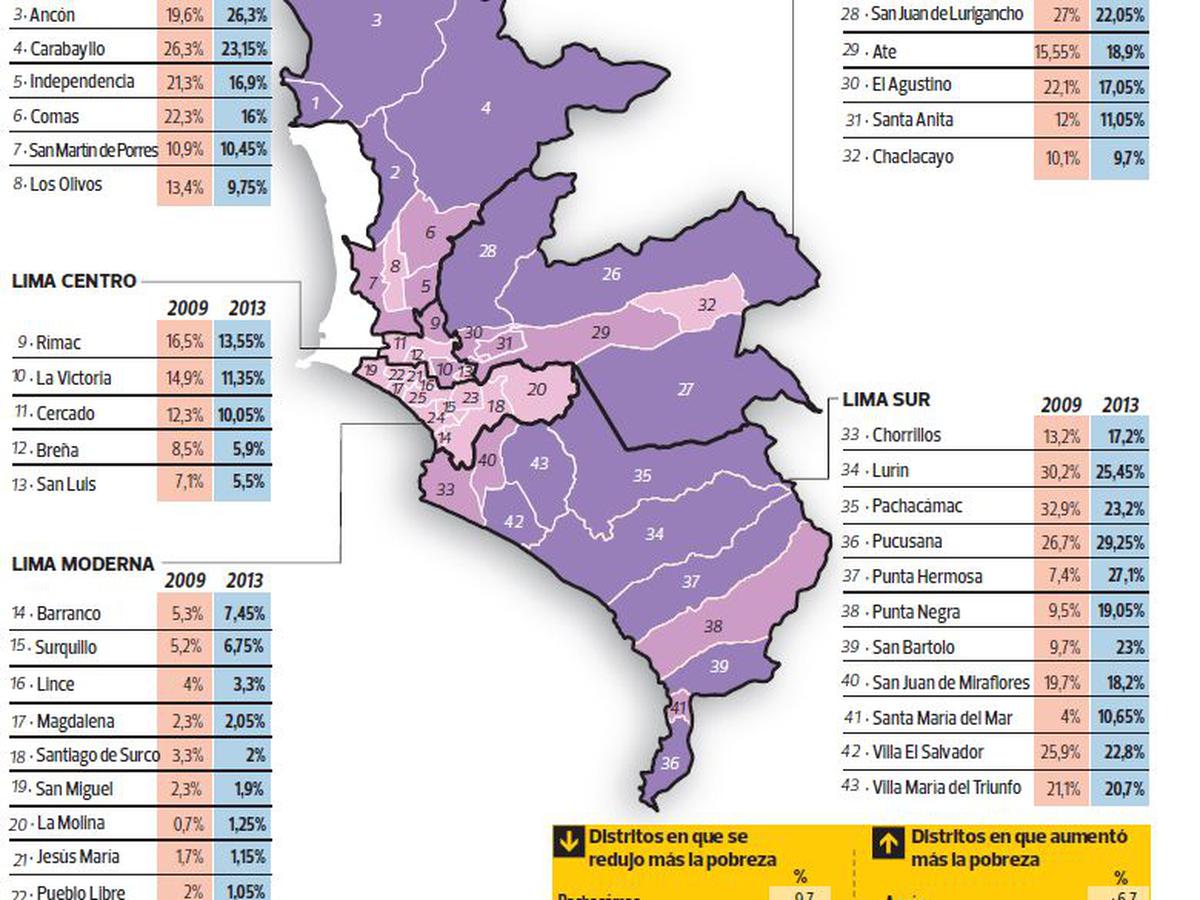 3· Ancón 19,6% 26,3%
4· Carabayllo 26,3% 23,15%
5· Independencia 21,3% 16,9%
6· Comas 22,3% 16%
7· San Martín de Porres 10,9% 10,45%
8· Los Olivos 13,4% 9,75%
LIMA CENTRO
2009 2013
9· Rímac 16,5% 13,55%
10· La Victoria 14,9% 11,35%
11· Cercado 12,3% 10,05%
12· Breña 8,5% 5,9%
13· San Luis 7,1% 5,5%
LIMA MODERNA
2009 2013
14· Barranco 5,3% 7,45%
15· Surquillo 5,2% 6,75%
16· Lince 4% 3,3%
17· Magdalena 2,3% 2,05%
18· Santiago de Surco 3,3% 2%
19· San Miguel 2,3% 1,9%
20· La Molina 0,7% 1,25%
21· Jesús María 1,7% 1,15%
22· Pueblo Libre 2% 1,05%
3
1
4
2
6
28
8
7
5
26
32
9
30
31
29
11
12
19
22
21
10
13
17
16
25
23
20
27
15
18
24
14
40
43
35
33
42
34
37
38
39
41
36
28· San Juan de Lurigancho 27% 22,05%
29· Ate 15,55% 18,9%
30· El Agustino 22,1% 17,05%
31· Santa Anita 12% 11,05%
32· Chaclacayo 10,1% 9,7%
LIMA SUR
2009 2013
33· Chorrillos 13,2% 17,2%
34· Lurín 30,2% 25,45%
35· Pachacámac 32,9% 23,2%
36· Pucusana 26,7% 29,25%
37· Punta Hermosa 7,4% 27,1%
38· Punta Negra 9,5% 19,05%
39· San Bartolo 9,7% 23%
40· San Juan de Miraflores 19,7% 18,2%
41· Santa María del Mar 4% 10,65%
42· Villa El Salvador 25,9% 22,8%
43· Villa María del Triunfo 21,1% 20,7%
Distritos en que se
redujo más la pobreza
%
Distritos en que aumentó
más la pobreza
%